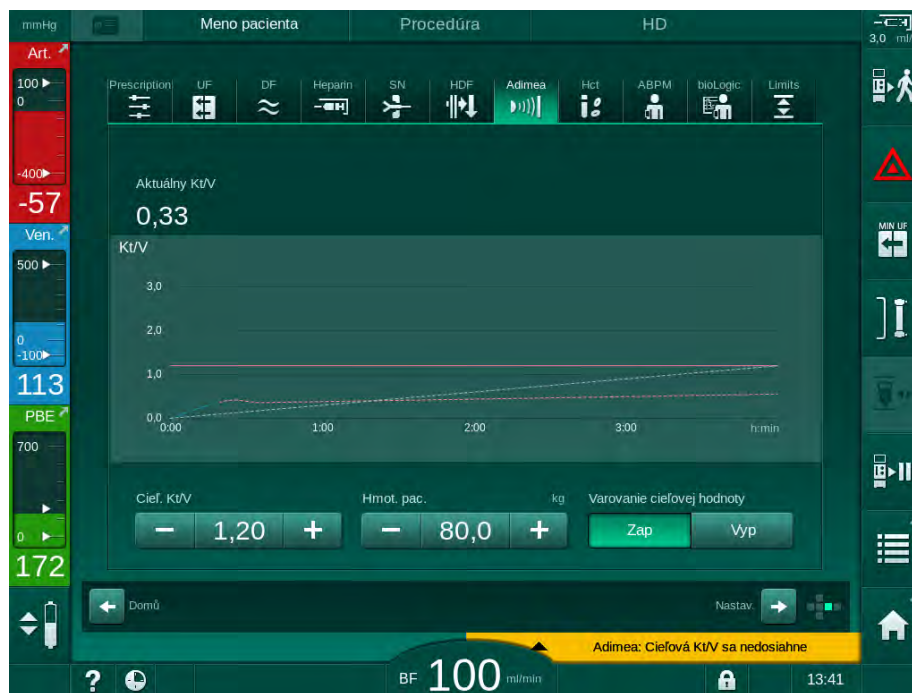 mmHg
Meno pacienta
Procedúra
HD
3,0 ml/
Art.
100
0
-400
-57
Ven.
500
0
-100
113
PBE
700
0
172
Prescription
UF
DF
Heparin
SN
HDF
Adimea
Hct
ABPM
bioLogic
Limits
MIN UF
Aktuálny Kt/V
0,33
Kt/V
3,0
2,0
1,0
0,0
0:00
1:00
2:00
3:00
h:min
Cieľ. Kt/V
1,20
Hmot. pac.
kg
80,0
Varovanie cieľovej hodnoty
Zap
Vyp
Domů
Nastav.
Adimea: Cieľová Kt/V sa nedosiahne
?
BF 100 ml/min
13:41